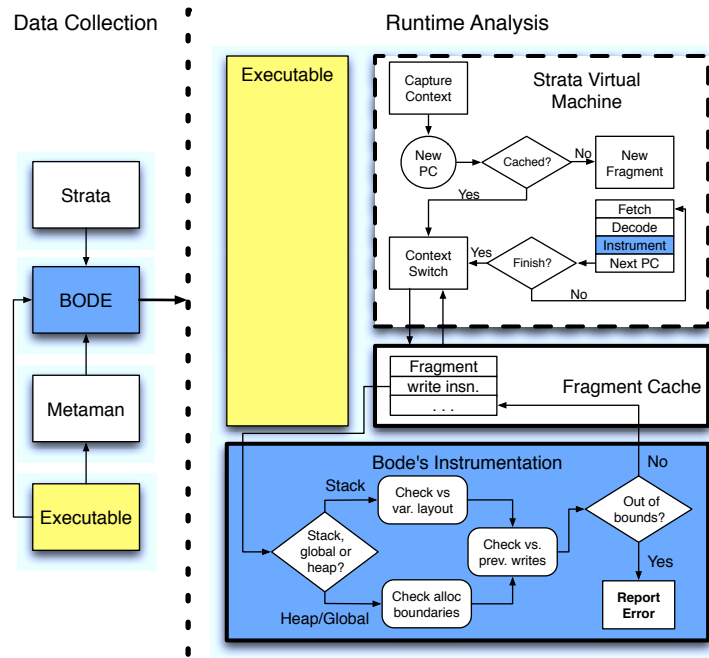 Data Collection
Runtime Analysis
Strata
BODE
Metaman
Executable
Executable
Strata Virtual
Machine
Capture
Context
New
PC
Cached?
No
New
Fragment
Yes
Fetch
Decode
Instrument
Next PC
Context
Switch
Yes
Finish?
No
Fragment
write insn.
. . .
Fragment Cache
Bode's Instrumentation
No
Stack
Check vs
var. layout
Stack,
global or
heap?
Check vs.
prev. writes
Out of
bounds?
Heap/Global
Check alloc
boundaries
Yes
Report
Error